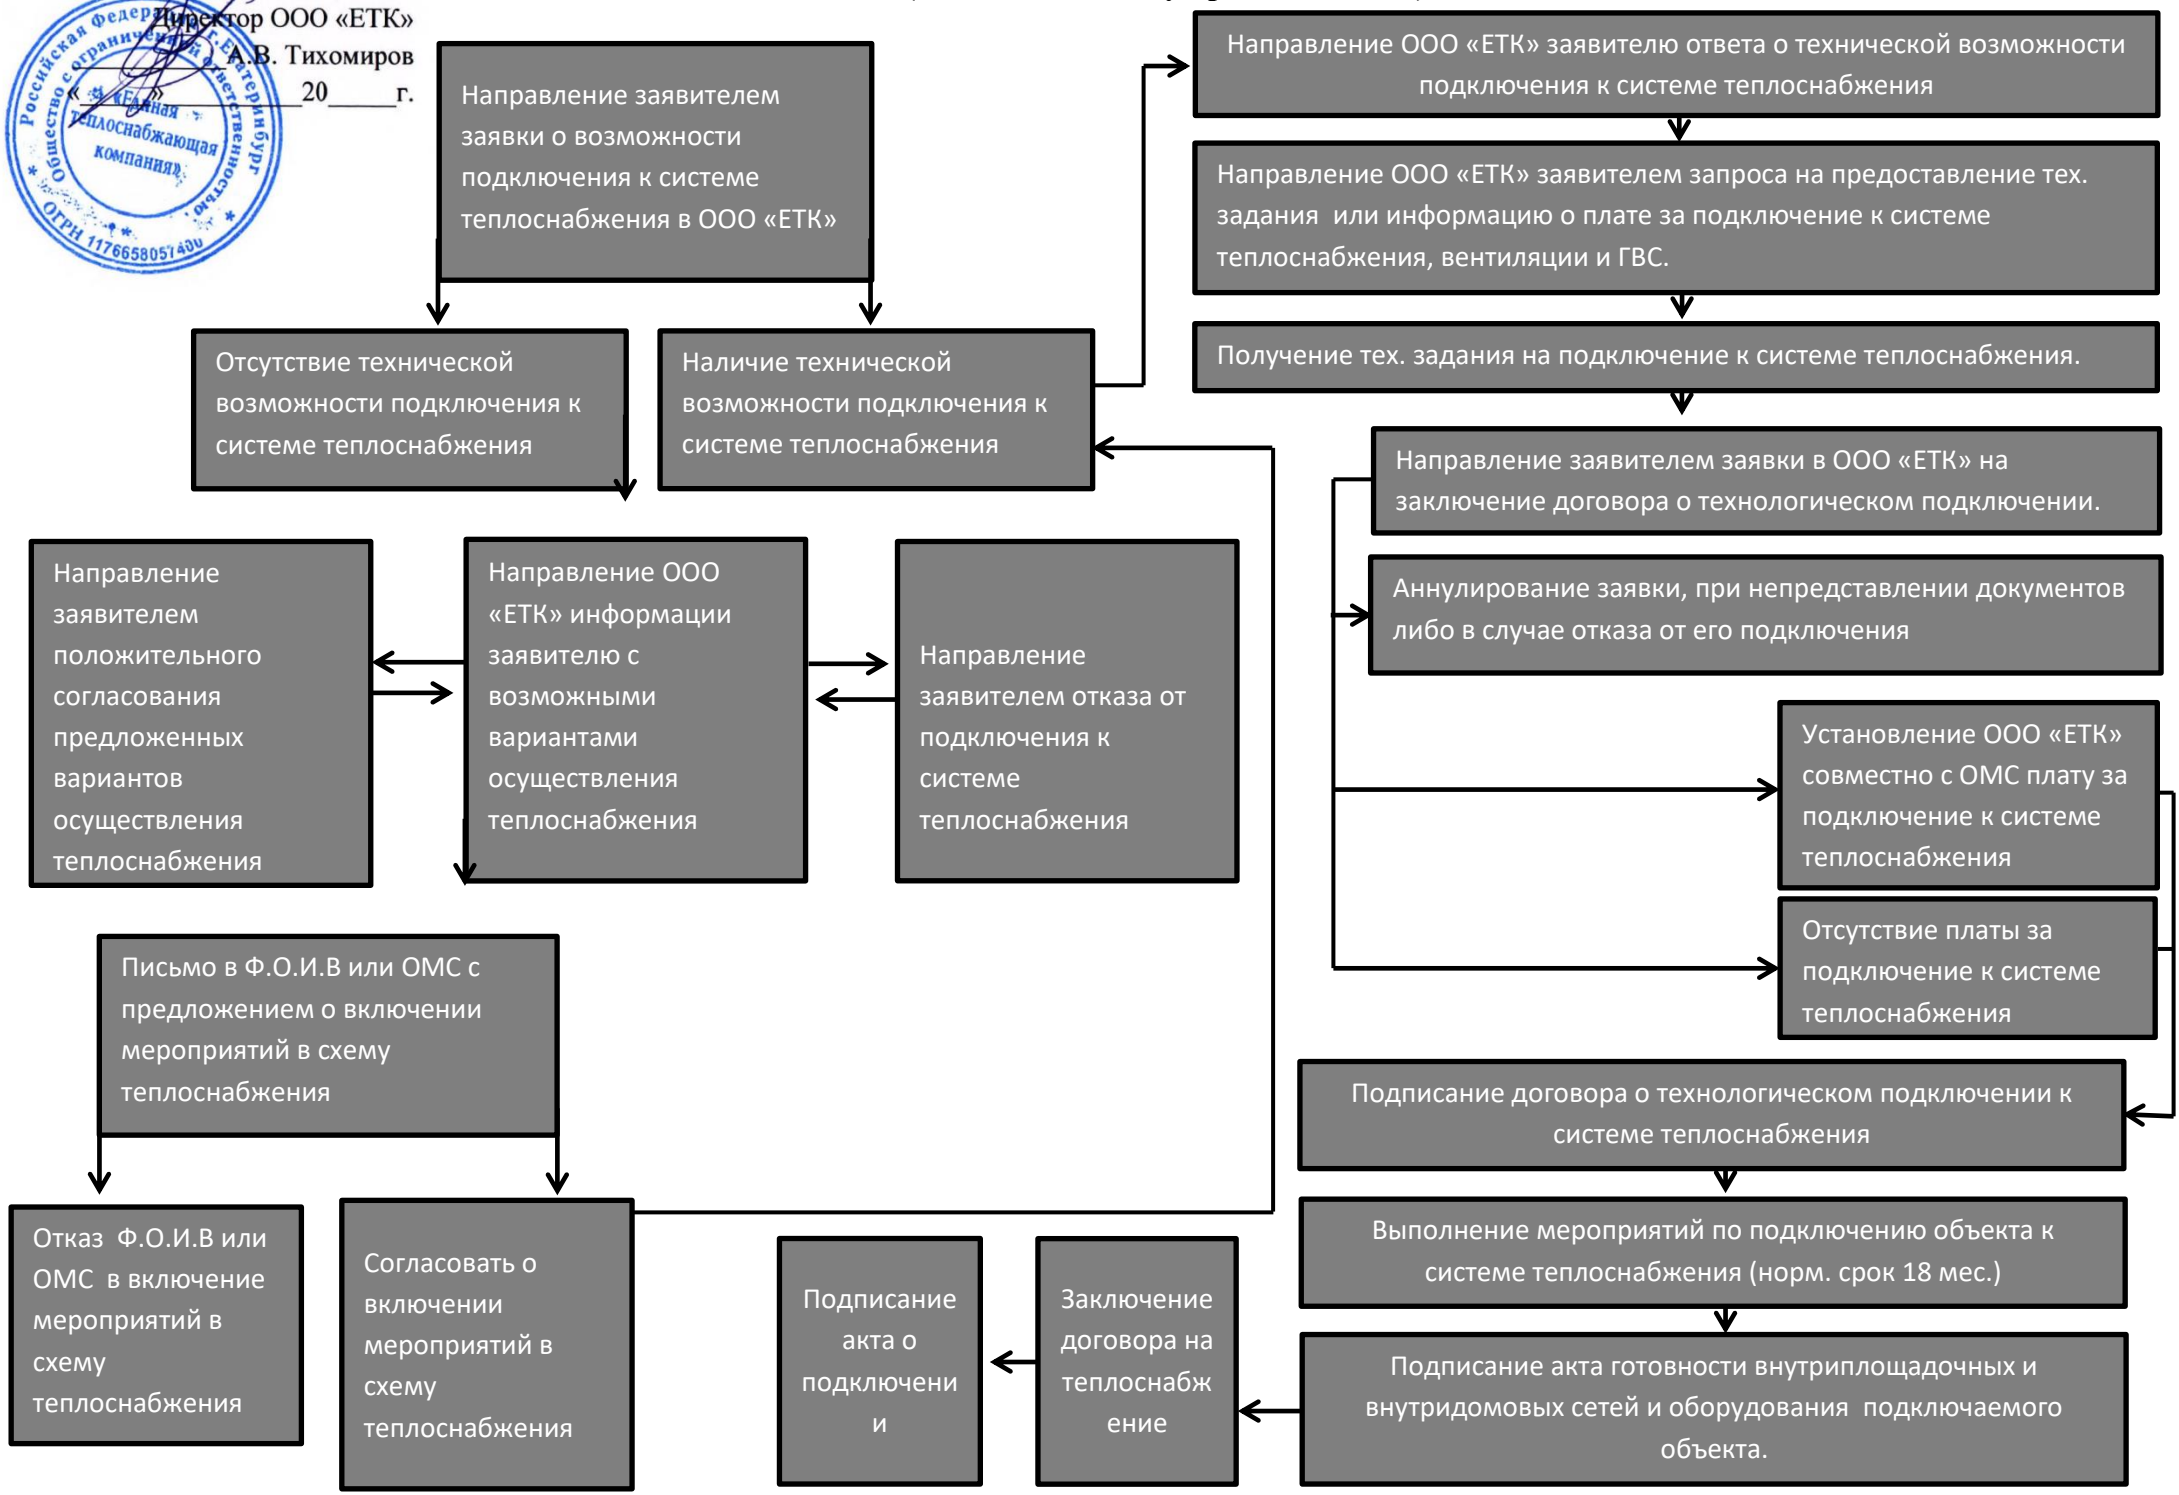 Директор ООО «ЕТК»
А.В. Тихомиров
«______»____________20______г.
Российская Федерация г.Екатеринбург
Общество с ограниченной ответственностью
«Единая
теплоснабжающая
компания»
ОГРН 1176658057400
Направление заявителем
заявки о возможности
подключения к системе
теплоснабжения в ООО «ЕТК»
Отсутствие технической
возможности подключения к
системе теплоснабжения
Наличие технической
возможности подключения к
системе теплоснабжения
Направление
заявителем
положительного
согласования
предложенных
вариантов
осуществления
теплоснабжения
Направление ООО
«ЕТК» информации
заявителю с
возможными
вариантами
осуществления
теплоснабжения
Направление
заявителем отказа от
подключения к
системе
теплоснабжения
Письмо в Ф.О.И.В или ОМС с
предложением о включении
мероприятий в схему
теплоснабжения
Отказ  Ф.О.И.В или
ОМС  в включение
мероприятий в
схему
теплоснабжения
Согласовать о
включении
мероприятий в
схему
теплоснабжения
Направление ООО «ЕТК» заявителю ответа о технической возможности
подключения к системе теплоснабжения
Направление ООО «ЕТК» заявителем запроса на предоставление тех.
задания  или информацию о плате за подключение к системе
теплоснабжения, вентиляции и ГВС.
Получение тех. задания на подключение к системе теплоснабжения.
Направление заявителем заявки в ООО «ЕТК» на
заключение договора о технологическом подключении.
Аннулирование заявки, при непредставлении документов
либо в случае отказа от его подключения
Установление ООО «ЕТК»
совместно с ОМС плату за
подключение к системе
теплоснабжения
Отсутствие платы за
подключение к системе
теплоснабжения
Подписание договора о технологическом подключении к
системе теплоснабжения
Выполнение мероприятий по подключению объекта к
системе теплоснабжения (норм. срок 18 мес.)
Подписание акта готовности внутриплощадочных и
внутридомовых сетей и оборудования  подключаемого
объекта.
Заключение
договора на
теплоснабж
ение
Подписание
акта о
подключени
и